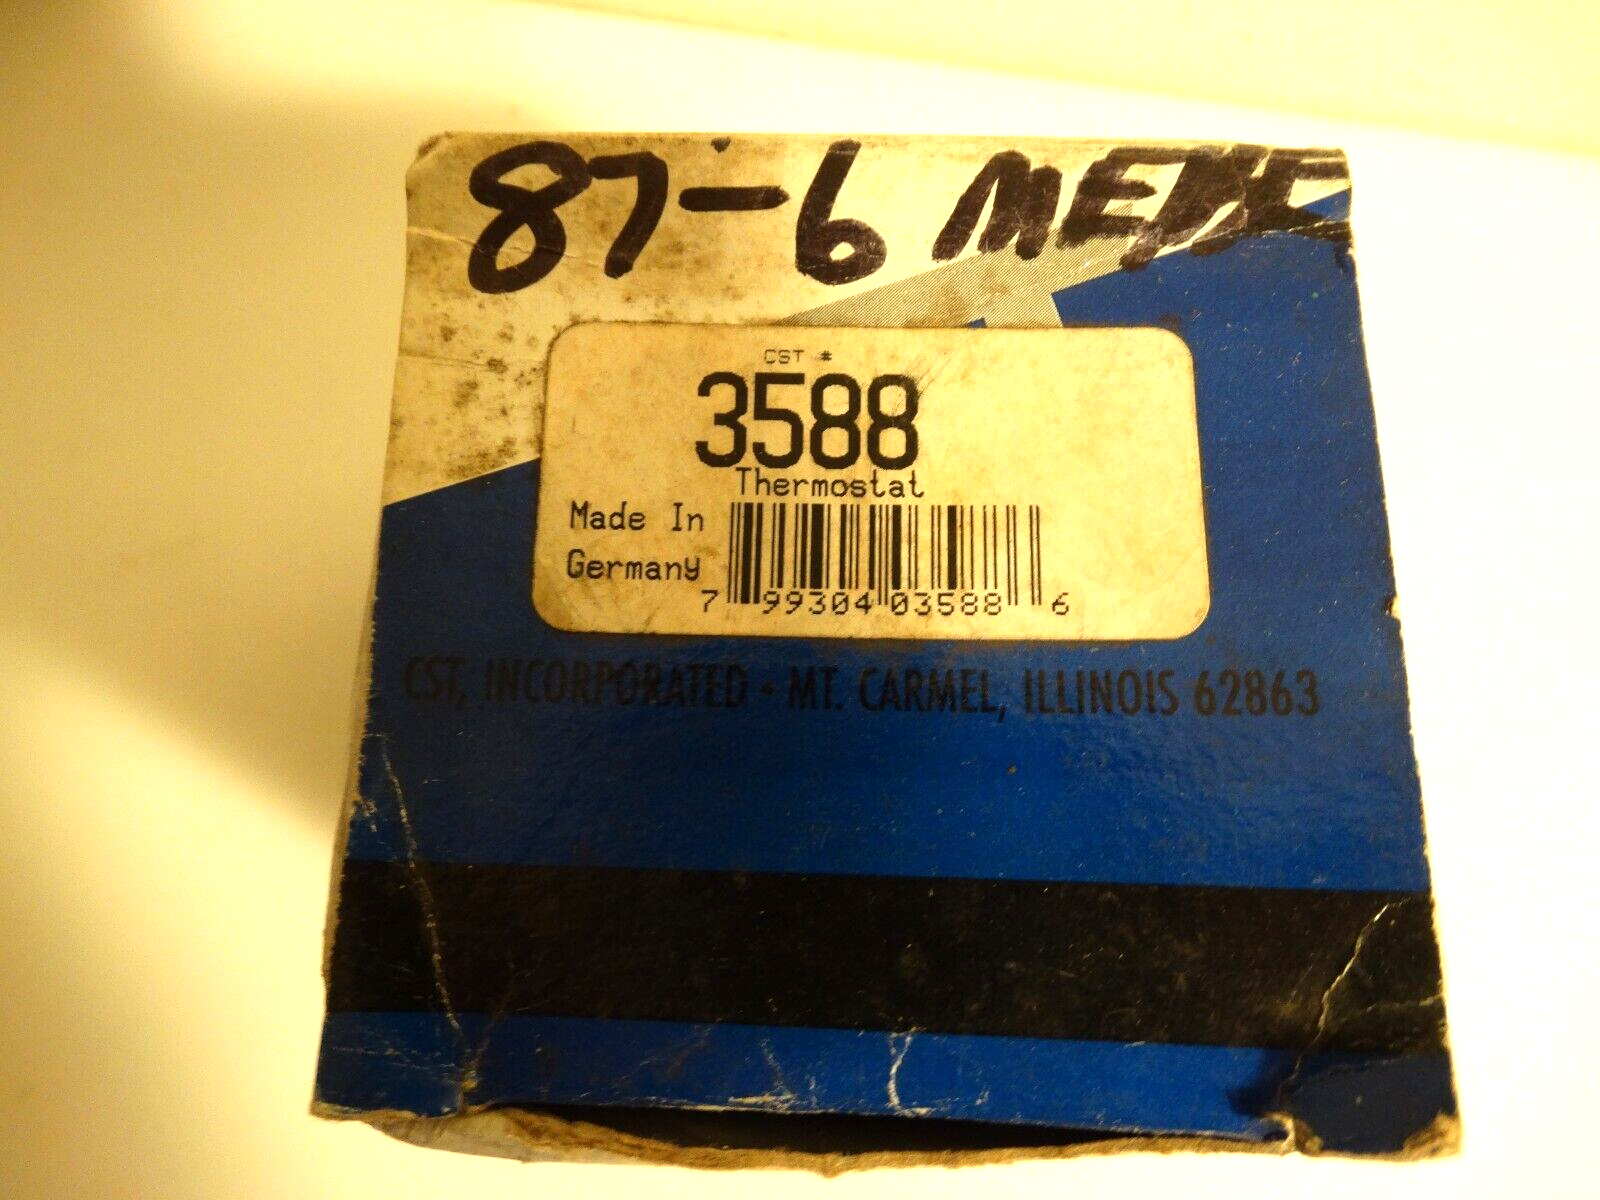 87-6
CST #
3588
Thermostat
Made In
Germany
7 99304 03588 6
CST, INCORPORATED • MT. CARMEL, ILLINOIS 62863